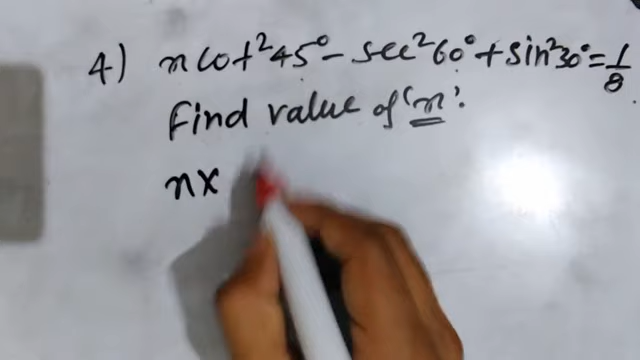 4) n cot²45° - sec²60° + sin²30° = 1/8
Find value of 'n'.
n×